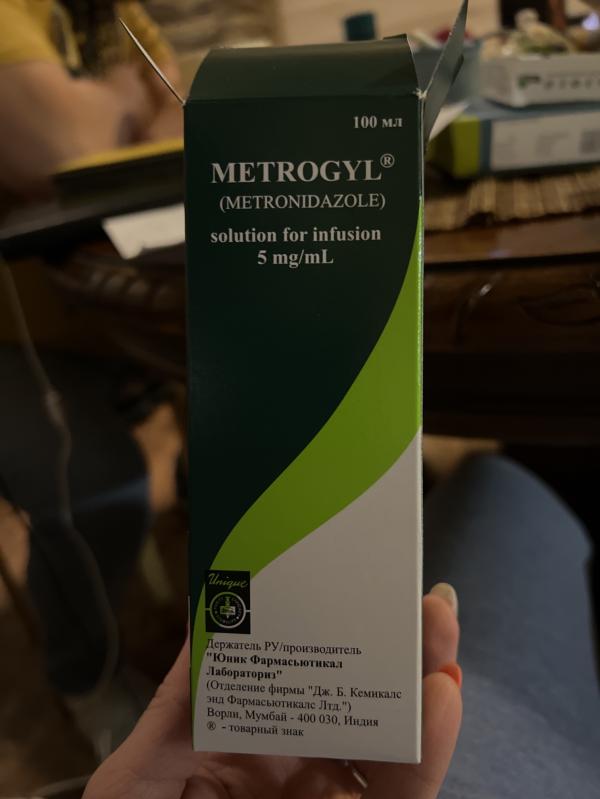 100 мл
METROGYL®
(METRONIDAZOLE)
solution for infusion
5 mg/mL
Unique
Держатель РУ/производитель
"Юник Фармасьютикал
Лабораториз"
(Отделение фирмы "Дж. Б. Кемикалс
энд Фармасьютикалс Лтд.")
Ворли, Мумбай - 400 030, Индия
® - товарный знак